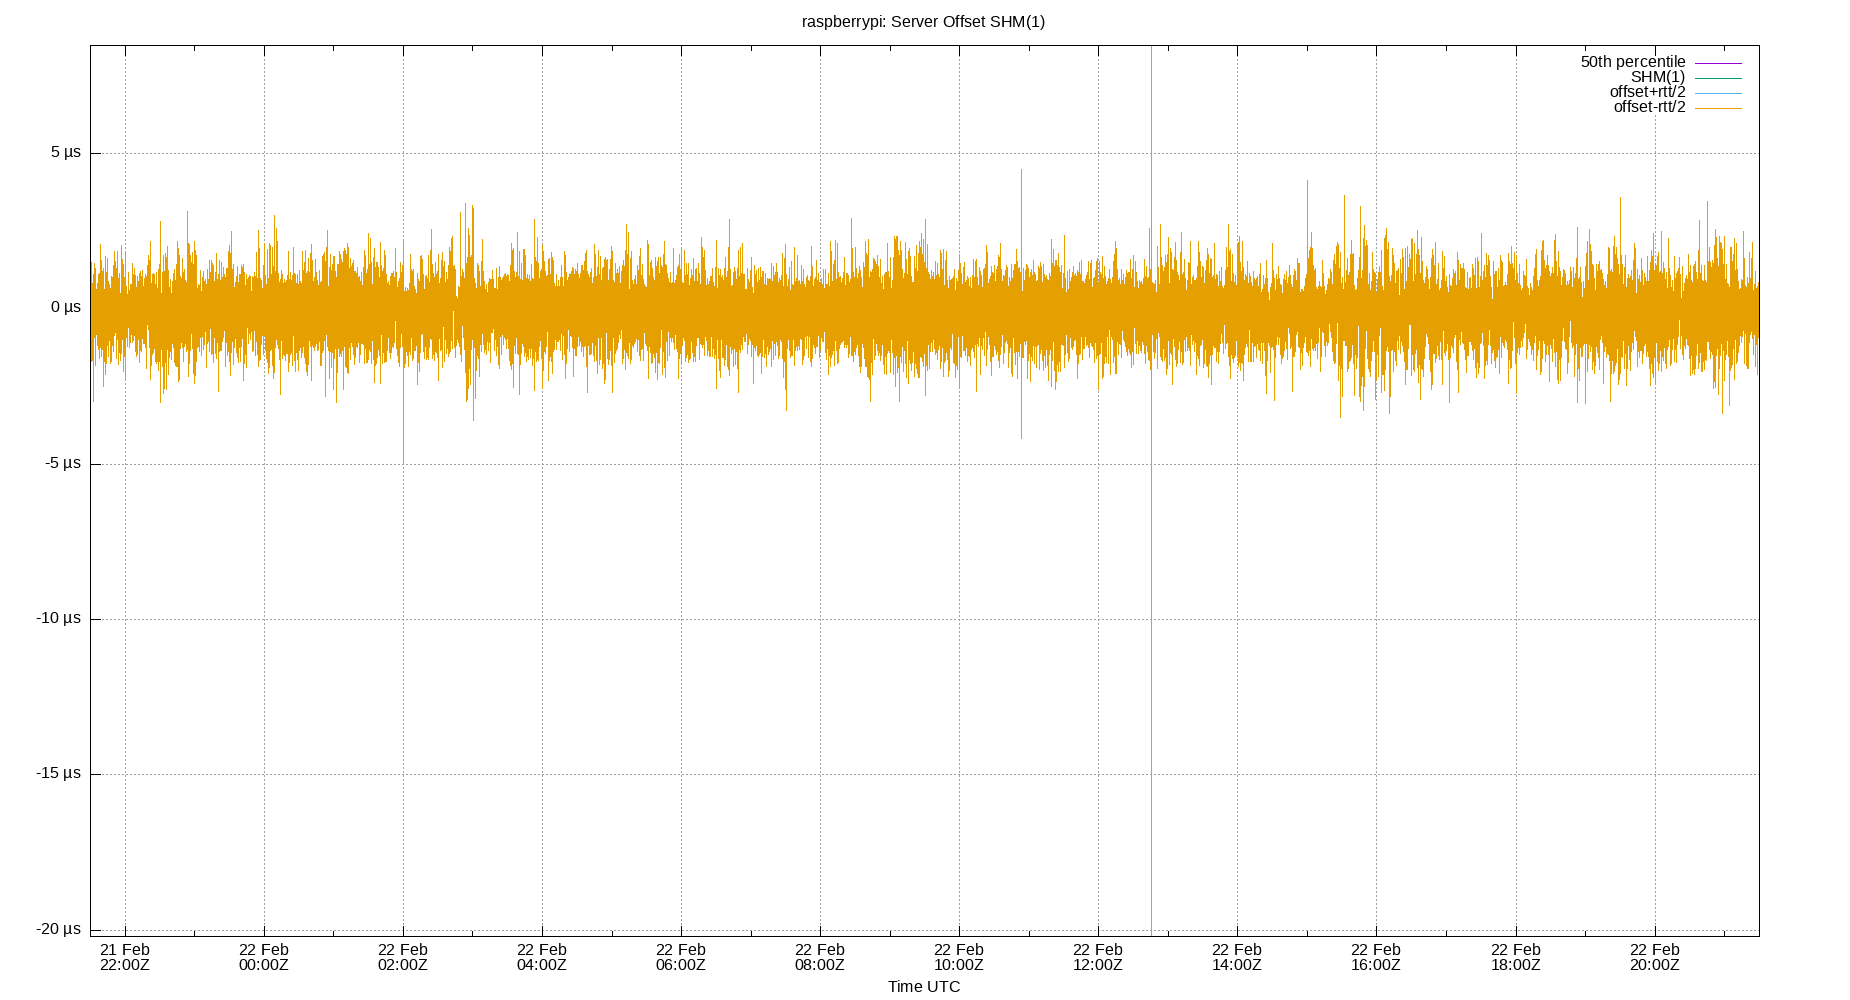 raspberrypi: Server Offset SHM(1)
50th percentile
SHM(1)
offset+rtt/2
offset-rtt/2
5 µs
0 µs
-5 µs
-10 µs
-15 µs
-20 µs
21 Feb 22 Feb 22 Feb 22 Feb 22 Feb 22 Feb 22 Feb 22 Feb 22 Feb 22 Feb 22 Feb 22 Feb
22:00Z 00:00Z 02:00Z 04:00Z 06:00Z 08:00Z 10:00Z 12:00Z 14:00Z 16:00Z 18:00Z 20:00Z
Time UTC